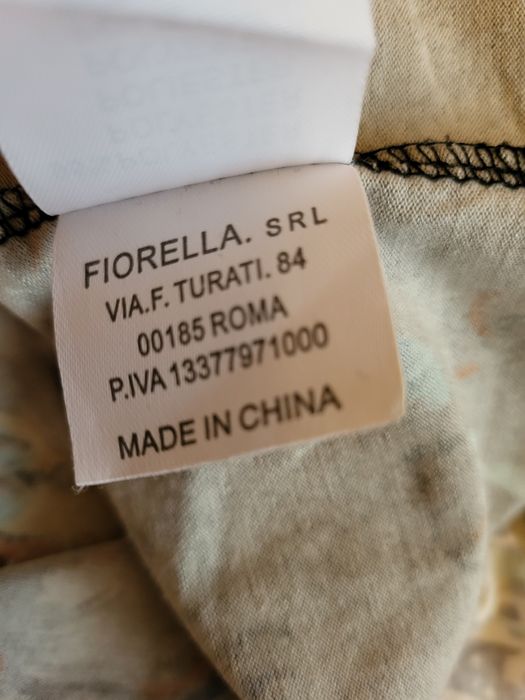 FIORELLA. SRL
VIA.F. TURATI. 84
00185 ROMA
P.IVA 13377971000
MADE IN CHINA